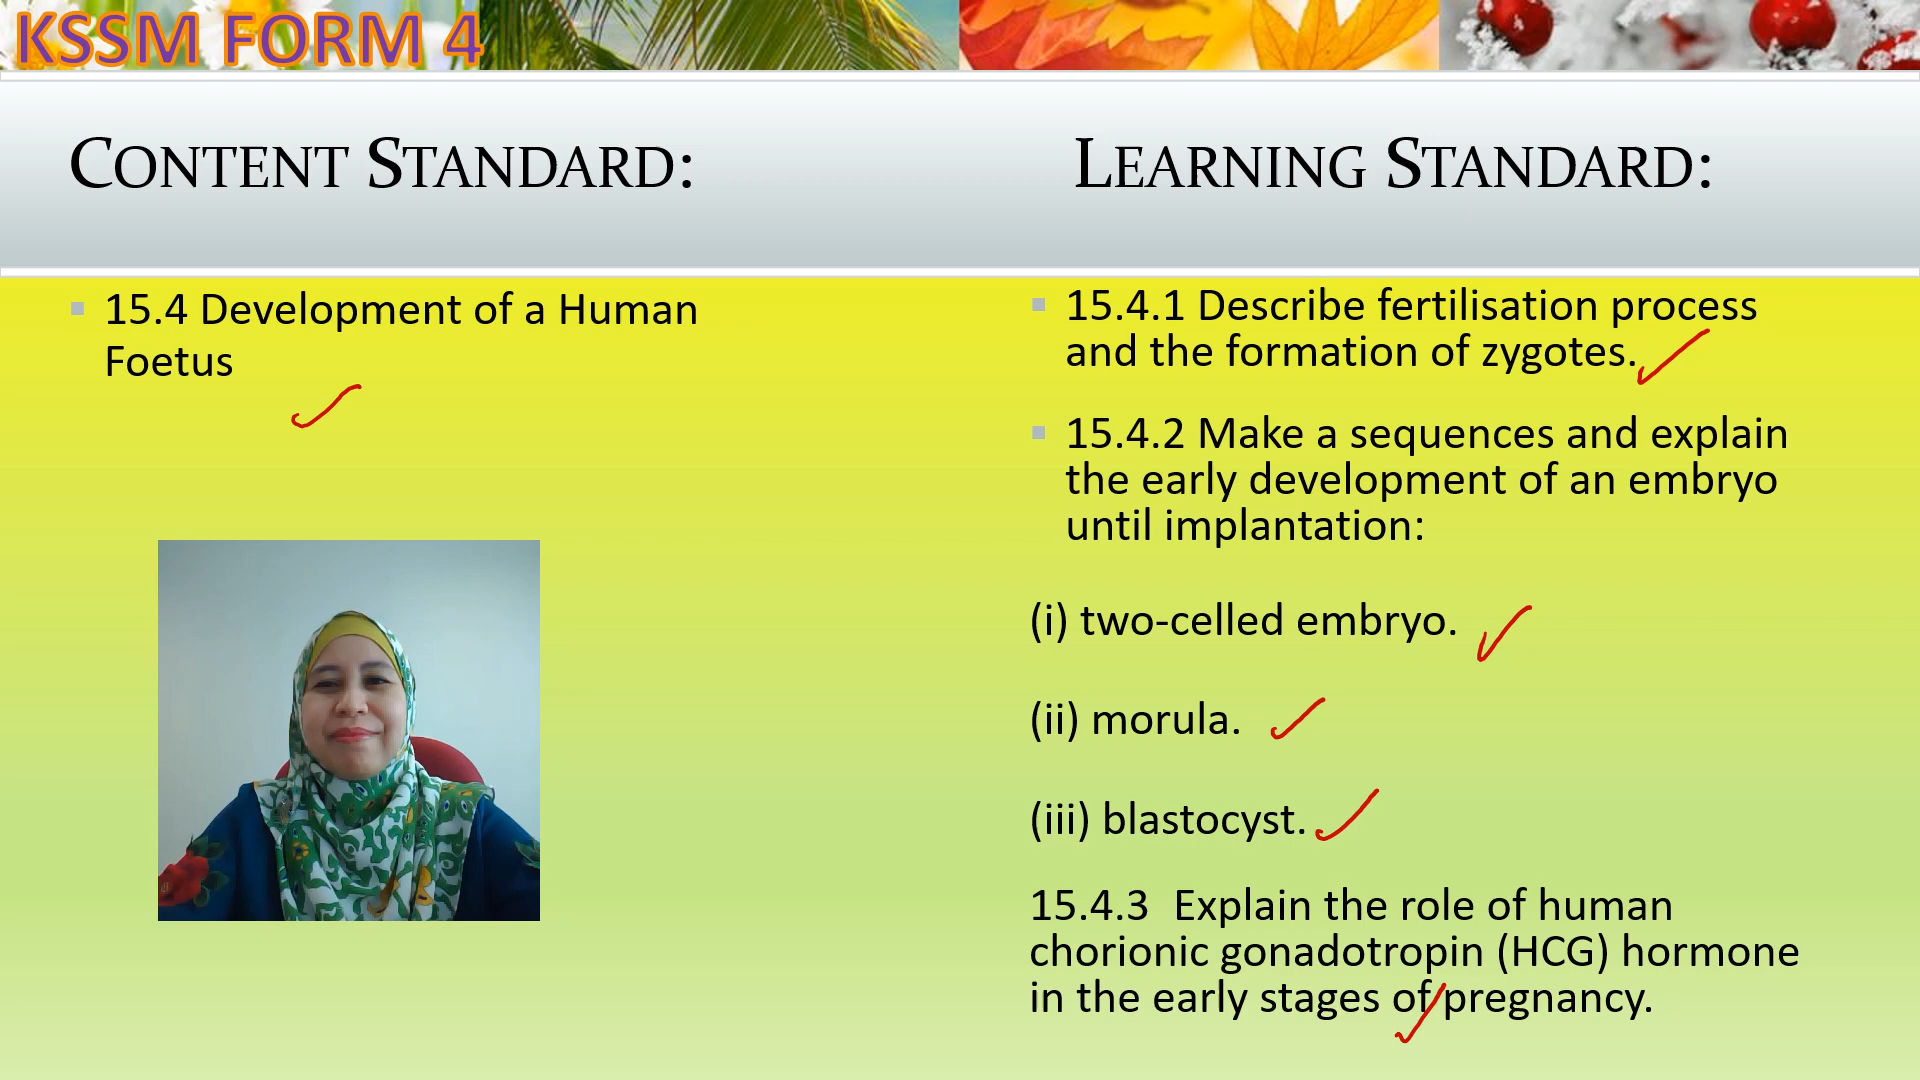 KSSM FORM 4
CONTENT STANDARD:
15.4 Development of a Human
Foetus
LEARNING STANDARD:
15.4.1 Describe fertilisation process
and the formation of zygotes.
15.4.2 Make a sequences and explain
the early development of an embryo
until implantation:
(i) two-celled embryo.
(ii) morula.
(iii) blastocyst.
15.4.3 Explain the role of human
chorionic gonadotropin (HCG) hormone
in the early stages of pregnancy.